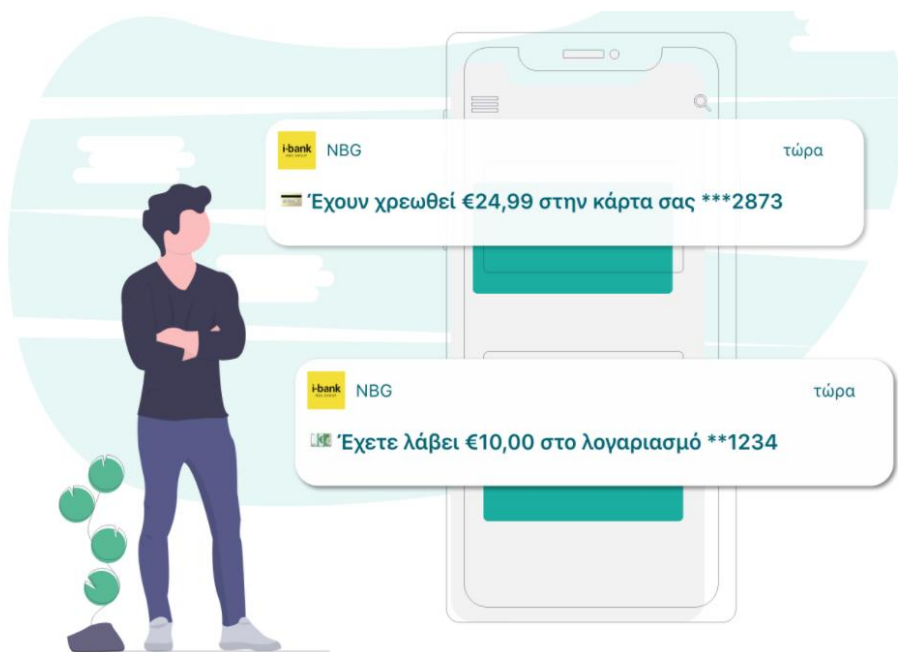 i-bank NBG τώρα
💳 Έχουν χρεωθεί €24,99 στην κάρτα σας ***2873
i-bank NBG τώρα
💵 Έχετε λάβει €10,00 στο λογαριασμό **1234